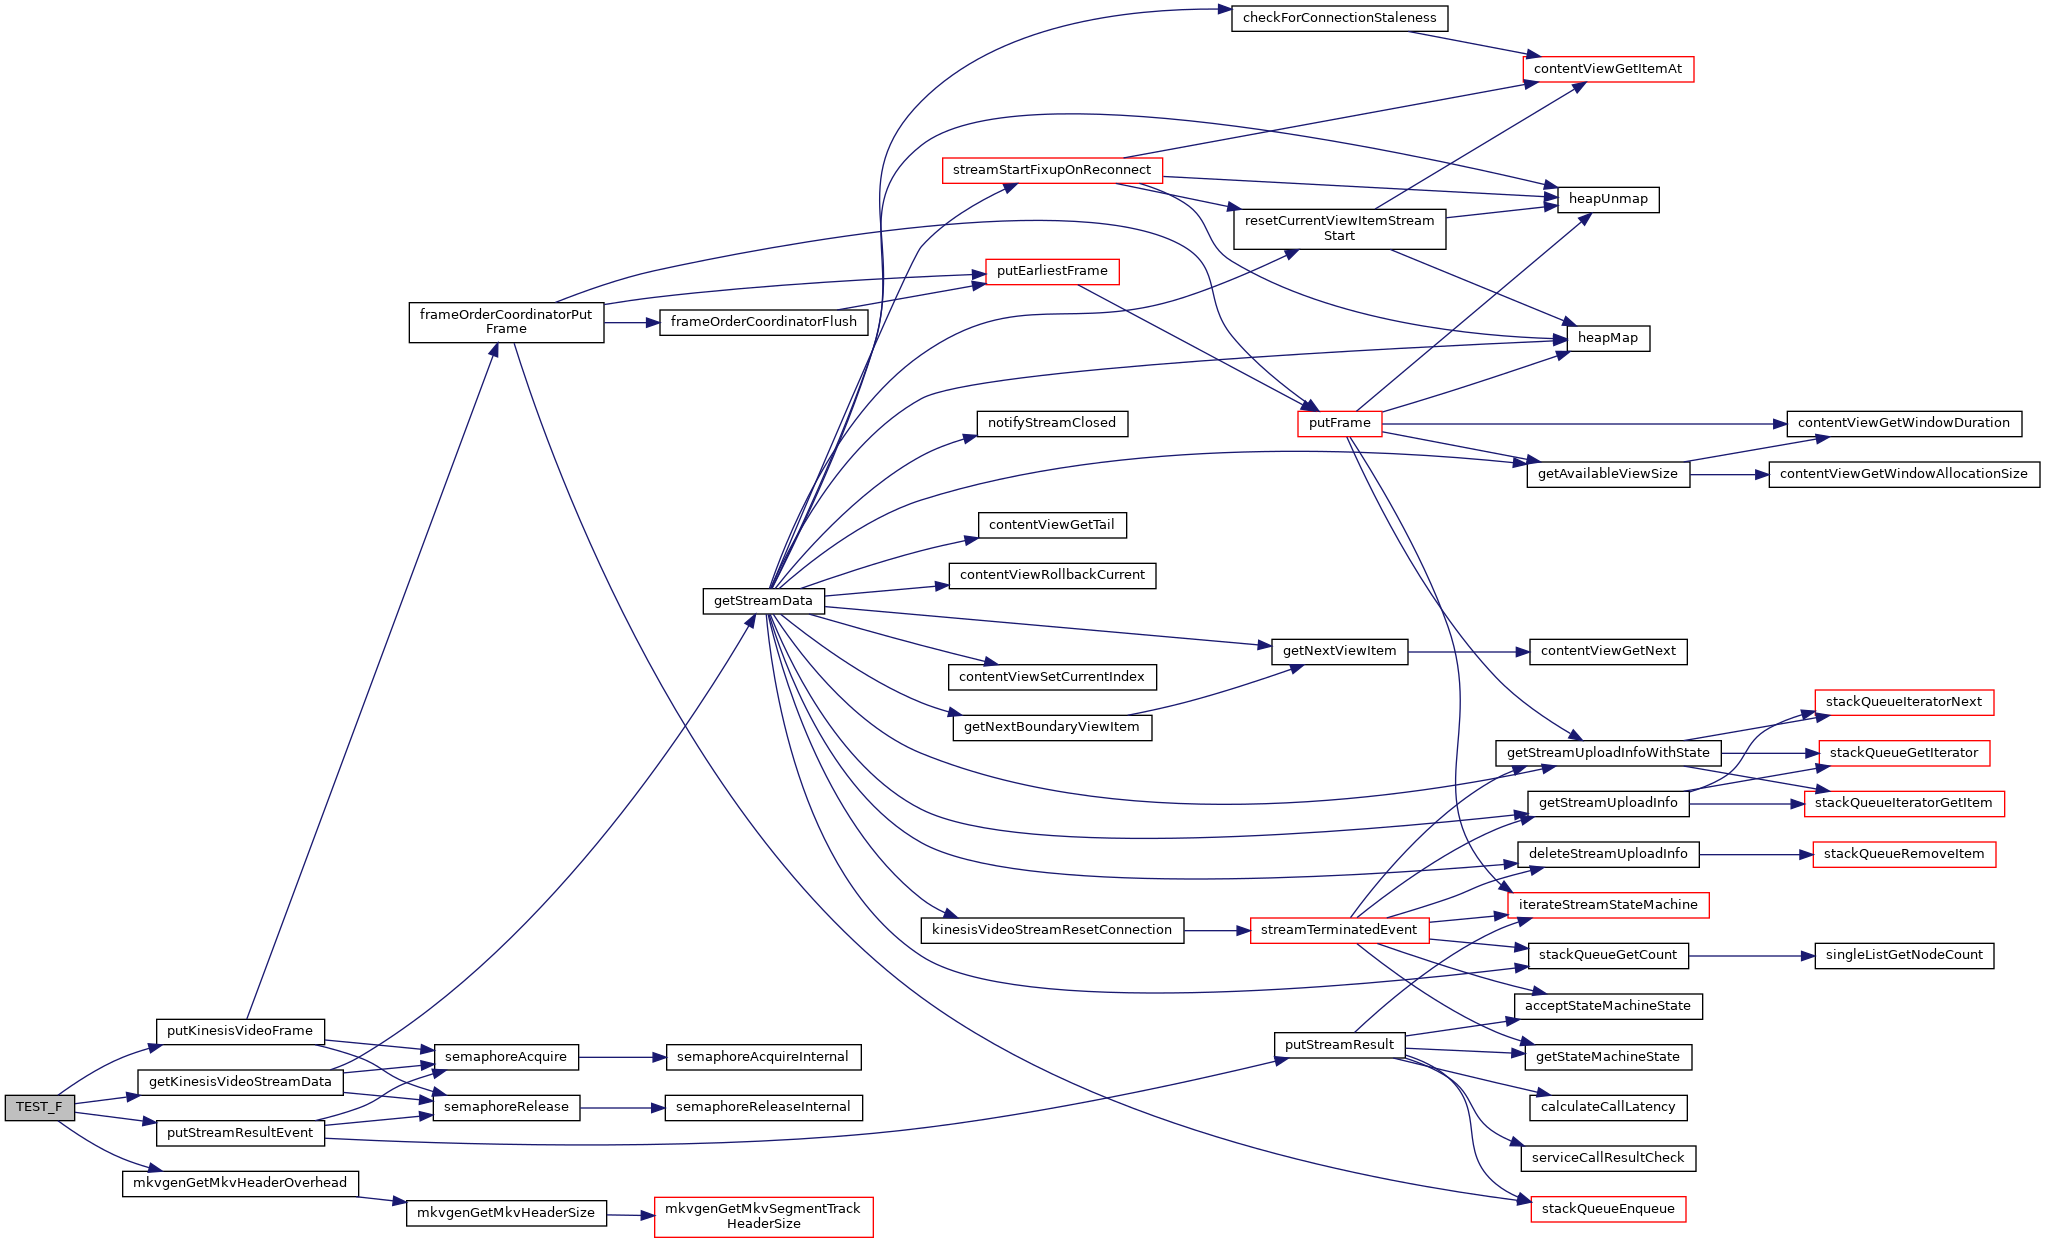 checkForConnectionStaleness
contentViewGetItemAt
streamStartFixupOnReconnect
heapUnmap
resetCurrentViewItemStream
Start
putEarliestFrame
frameOrderCoordinatorPut
Frame
frameOrderCoordinatorFlush
heapMap
notifyStreamClosed
putFrame
contentViewGetWindowDuration
getAvailableViewSize
contentViewGetWindowAllocationSize
contentViewGetTail
contentViewRollbackCurrent
getStreamData
getNextViewItem
contentViewGetNext
contentViewSetCurrentIndex
stackQueueIteratorNext
getNextBoundaryViewItem
getStreamUploadInfoWithState
stackQueueGetIterator
getStreamUploadInfo
stackQueueIteratorGetItem
deleteStreamUploadInfo
stackQueueRemoveItem
iterateStreamStateMachine
kinesisVideoStreamResetConnection
streamTerminatedEvent
stackQueueGetCount
singleListGetNodeCount
acceptStateMachineState
putKinesisVideoFrame
putStreamResult
semaphoreAcquire
semaphoreAcquireInternal
getStateMachineState
getKinesisVideoStreamData
TEST_F
semaphoreRelease
semaphoreReleaseInternal
calculateCallLatency
putStreamResultEvent
serviceCallResultCheck
mkvgenGetMkvHeaderOverhead
mkvgenGetMkvHeaderSize
mkvgenGetMkvSegmentTrack
HeaderSize
stackQueueEnqueue